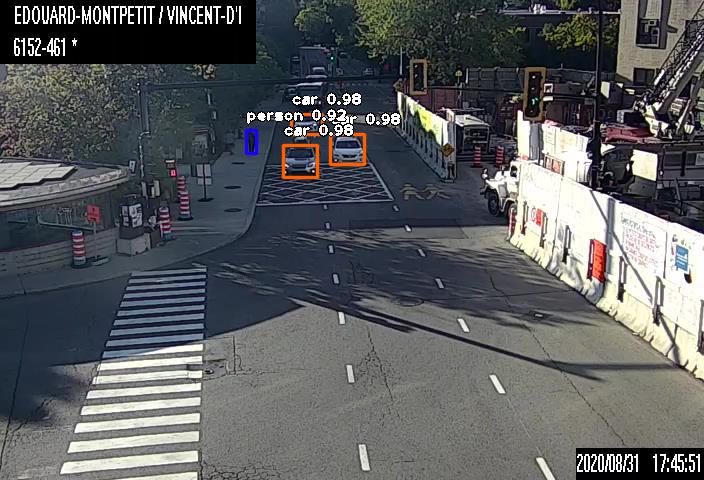 EDOUARD-MONTPETIT / VINCENT-D'I
6152-461 *
car 0.98
person 0.92
car 0.98
car 0.98
2020/08/31 17:45:51